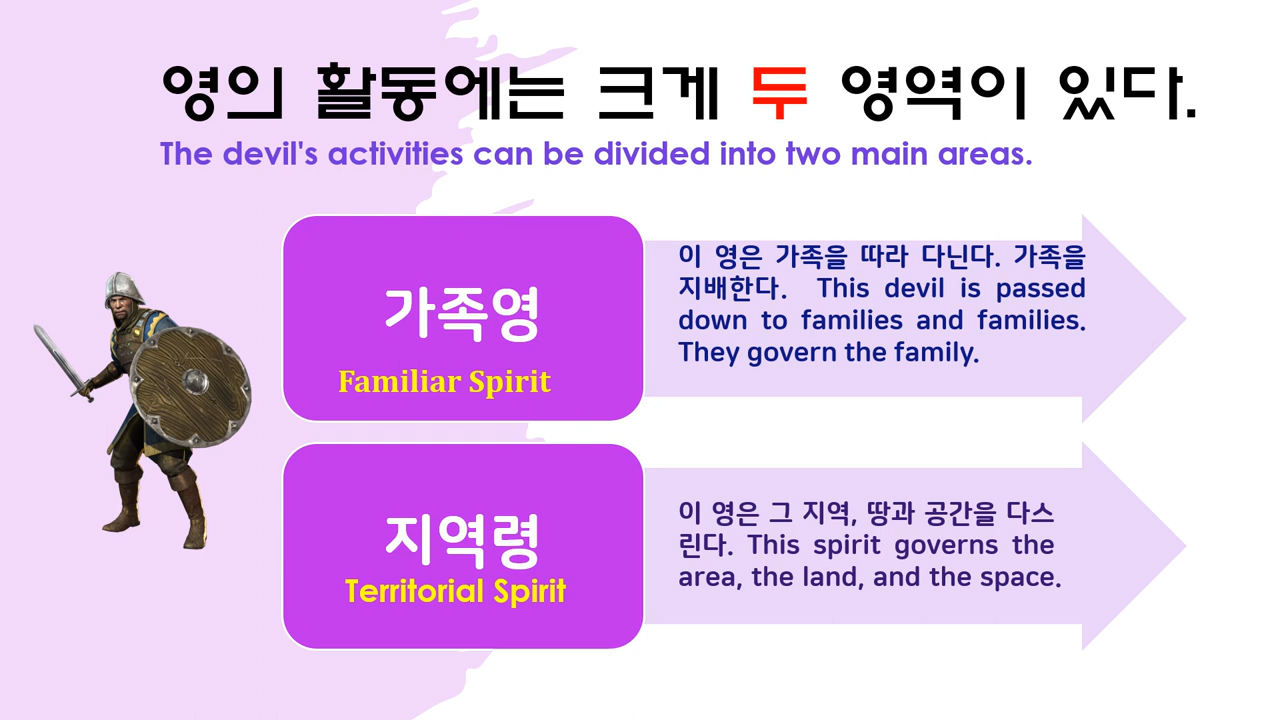 영의 활동에는 크게 두 영역이 있다.
The devil's activities can be divided into two main areas.
가족영
Familiar Spirit
이 영은 가족을 따라 다닌다. 가족을
지배한다. This devil is passed
down to families and families.
They govern the family.
지역령
Territorial Spirit
이 영은 그 지역, 땅과 공간을 다스
린다. This spirit governs the
area, the land, and the space.